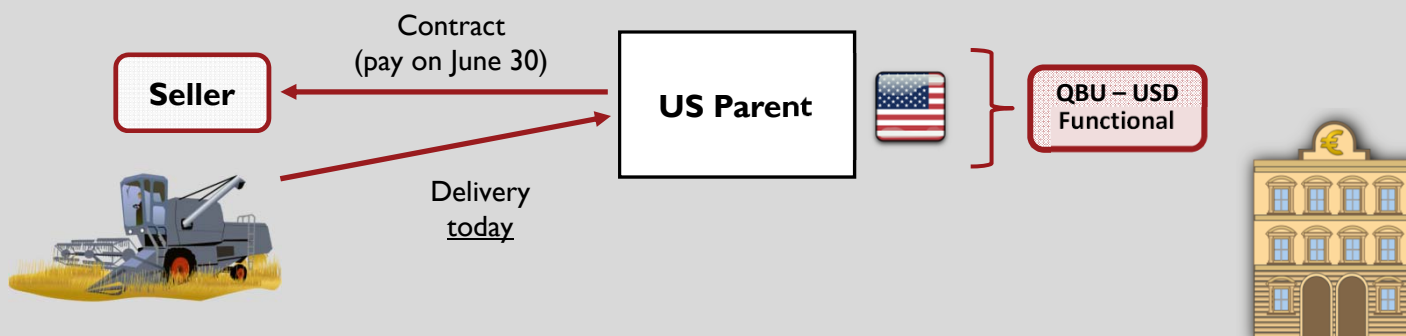 Contract
(pay on June 30)
Seller
US Parent
QBU – USD
Functional
€
Delivery
today